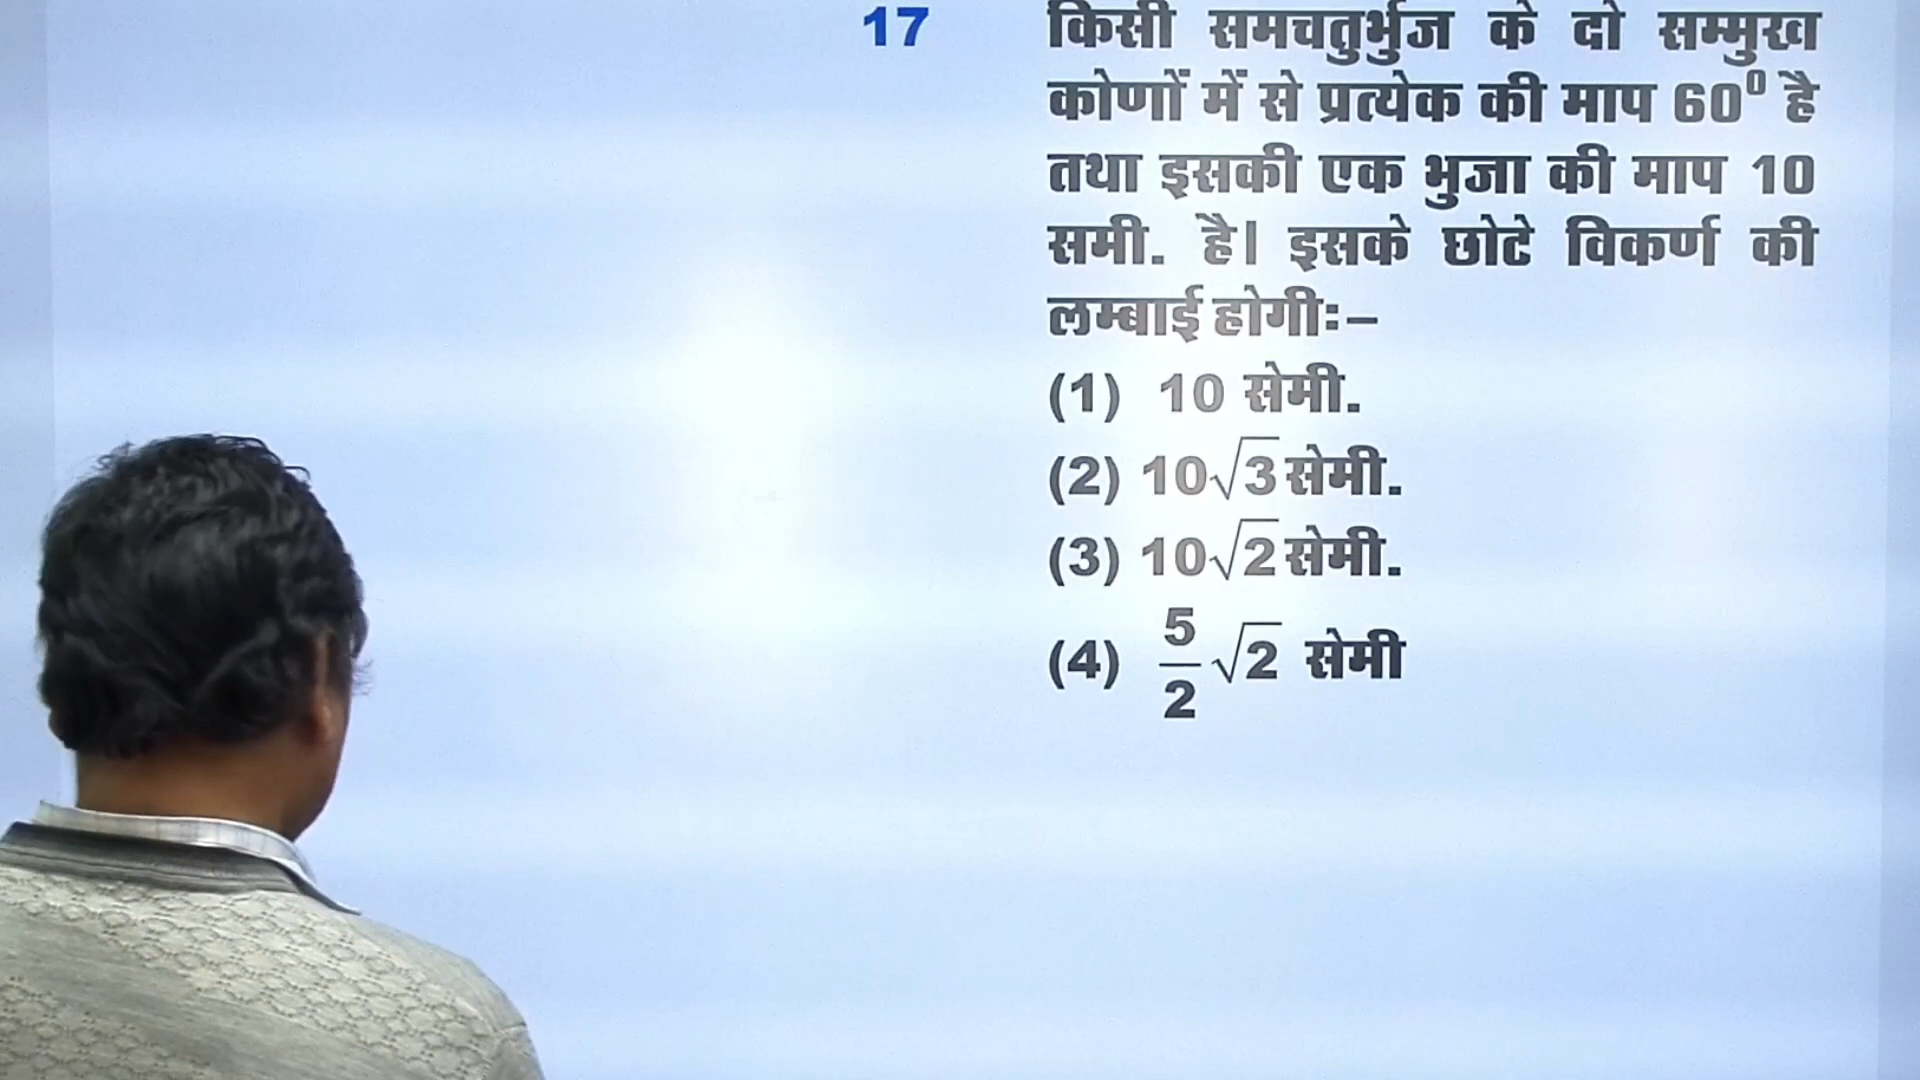 17 किसी समचतुर्भुज के दो सम्मुख
कोणों में से प्रत्येक की माप 60⁰ है
तथा इसकी एक भुजा की माप 10
समी. है। इसके छोटे विकर्ण की
लम्बाई होगीः–
(1) 10 सेमी.
(2) 10√3 सेमी.
(3) 10√2 सेमी.
(4) 5/2 √2 सेमी